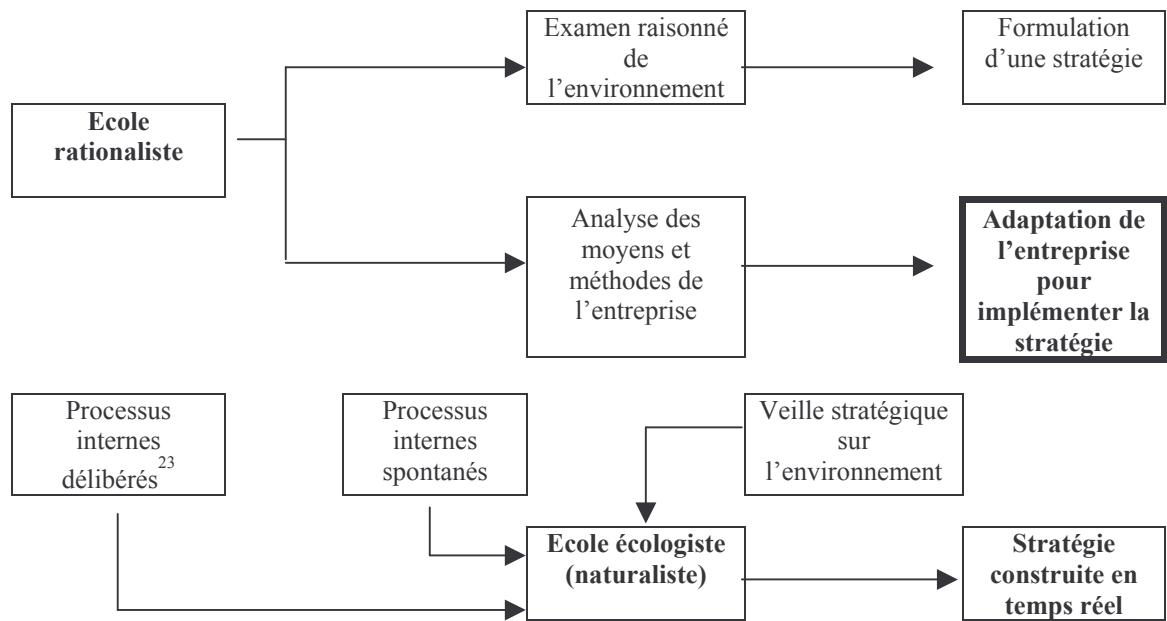 Ecole
rationaliste
Examen raisonné
de
l’environnement
Formulation
d’une stratégie
Analyse des
moyens et
méthodes de
l’entreprise
Adaptation de
l’entreprise
pour
implémenter la
stratégie
Processus
internes
délibérés23
Processus
internes
spontanés
Veille stratégique
sur
l’environnement
Ecole écologiste
(naturaliste)
Stratégie
construite en
temps réel